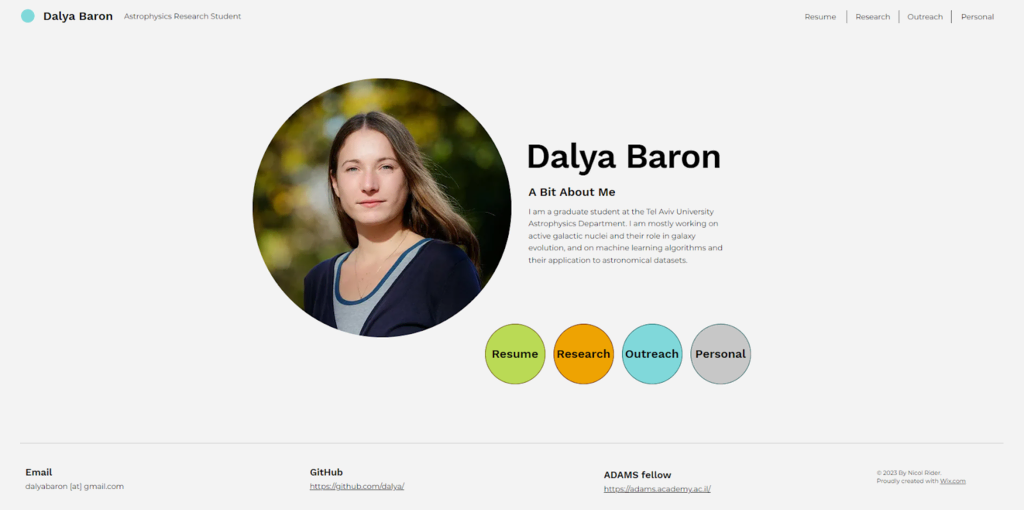 Dalya Baron
Astrophysics Research Student
Resume
Research
Outreach
Personal
Dalya Baron
A Bit About Me
I am a graduate student at the Tel Aviv University
Astrophysics Department. I am mostly working on
active galactic nuclei and their role in galaxy
evolution, and on machine learning algorithms and
their application to astronomical datasets.
Resume
Research
Outreach
Personal
Email
dalyabaron [at] gmail.com
GitHub
https://github.com/dalya/
ADAMS fellow
https://adams.academy.ac.il/
© 2023 By Nicol Rider.
Proudly created with Wix.com